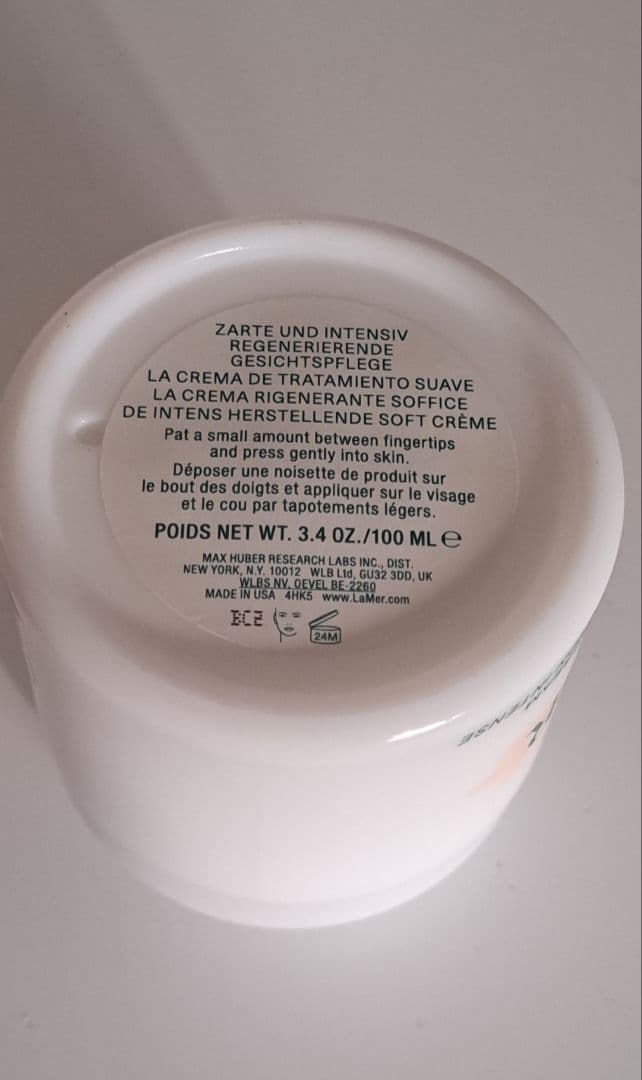 ZARTE UND INTENSIV
REGENERIERENDE
GESICHTSPFLEGE
LA CREMA DE TRATAMIENTO SUAVE
LA CREMA RIGENERANTE SOFFICE
DE INTENS HERSTELLENDE SOFT CRÈME
Pat a small amount between fingertips
and press gently into skin.
Déposer une noisette de produit sur
le bout des doigts et appliquer sur le visage
et le cou par tapotements légers.
POIDS NET WT. 3.4 OZ./100 ML ℮
MAX HUBER RESEARCH LABS INC., DIST.
NEW YORK, N.Y. 10012 WLB Ltd, GU32 3DD, UK
WLBS NV, OEVEL BE-2260
MADE IN USA 4HK5 www.LaMer.com
24M